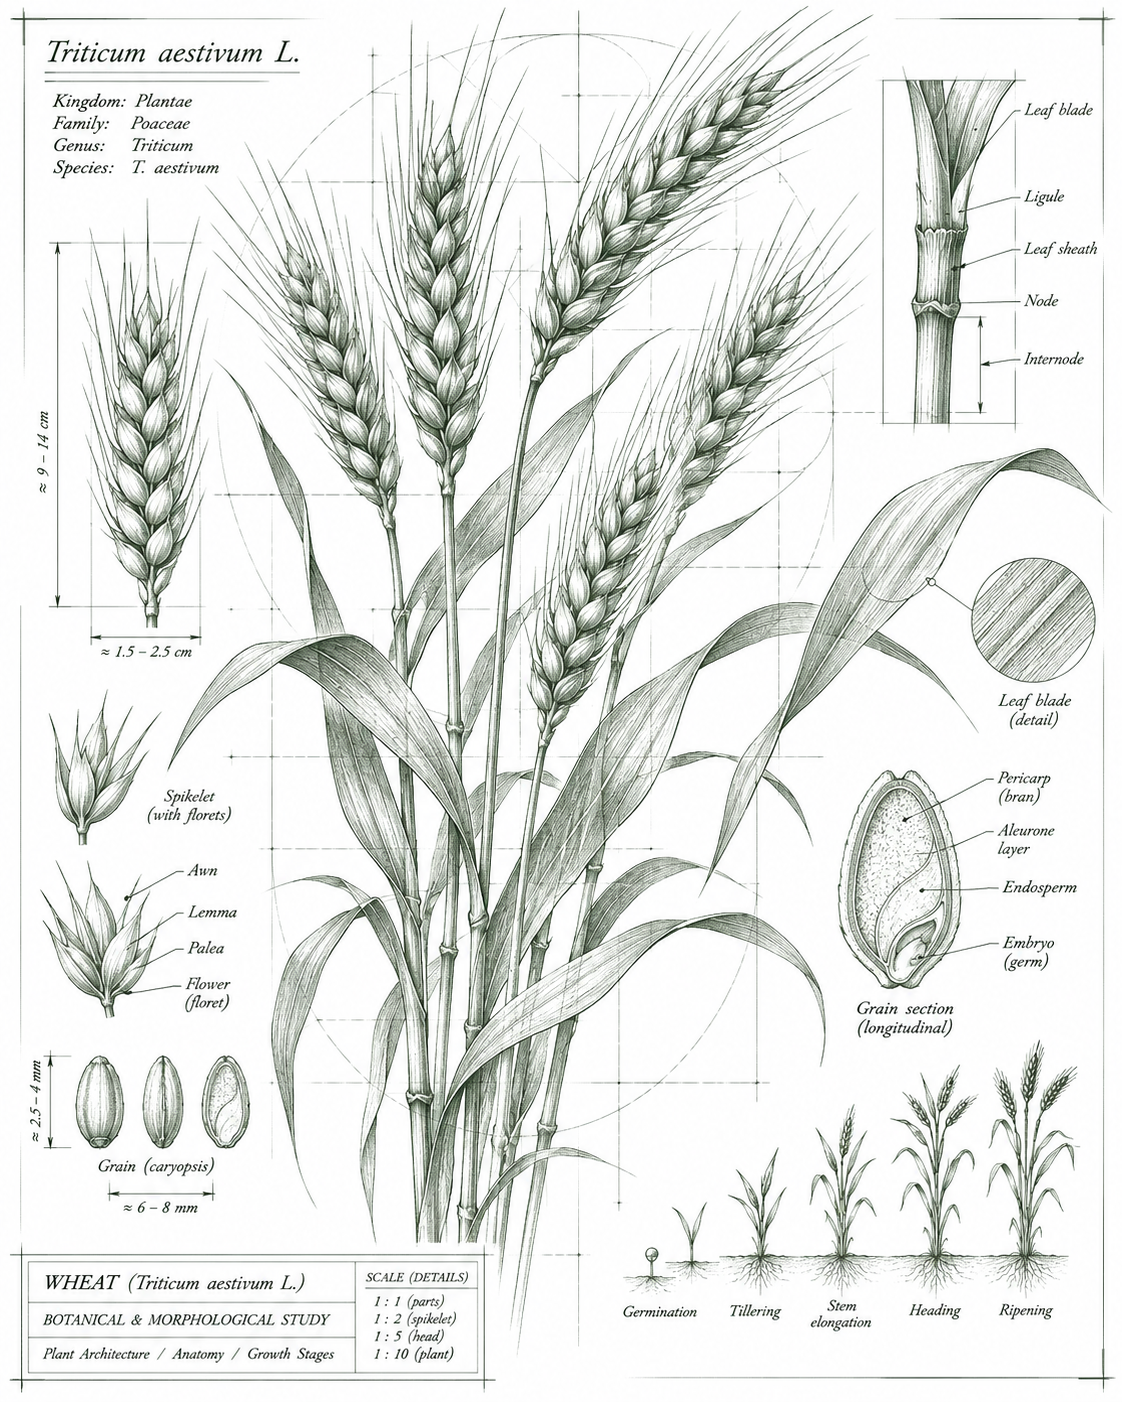 Triticum aestivum L.
Kingdom: Plantae
Family: Poaceae
Genus: Triticum
Species: T. aestivum
≈ 9 – 14 cm
≈ 1.5 – 2.5 cm
Spikelet
(with florets)
Awn
Lemma
Palea
Flower
(floret)
≈ 2.5 – 4 mm
Grain (caryopsis)
≈ 6 – 8 mm
Leaf blade
Ligule
Leaf sheath
Node
Internode
Leaf blade
(detail)
Pericarp
(bran)
Aleurone
layer
Endosperm
Embryo
(germ)
Grain section
(longitudinal)
Germination
Tillering
Stem
elongation
Heading
Ripening
WHEAT (Triticum aestivum L.)
BOTANICAL & MORPHOLOGICAL STUDY
Plant Architecture / Anatomy / Growth Stages
SCALE (DETAILS)
1 : 1 (parts)
1 : 2 (spikelet)
1 : 5 (head)
1 : 10 (plant)